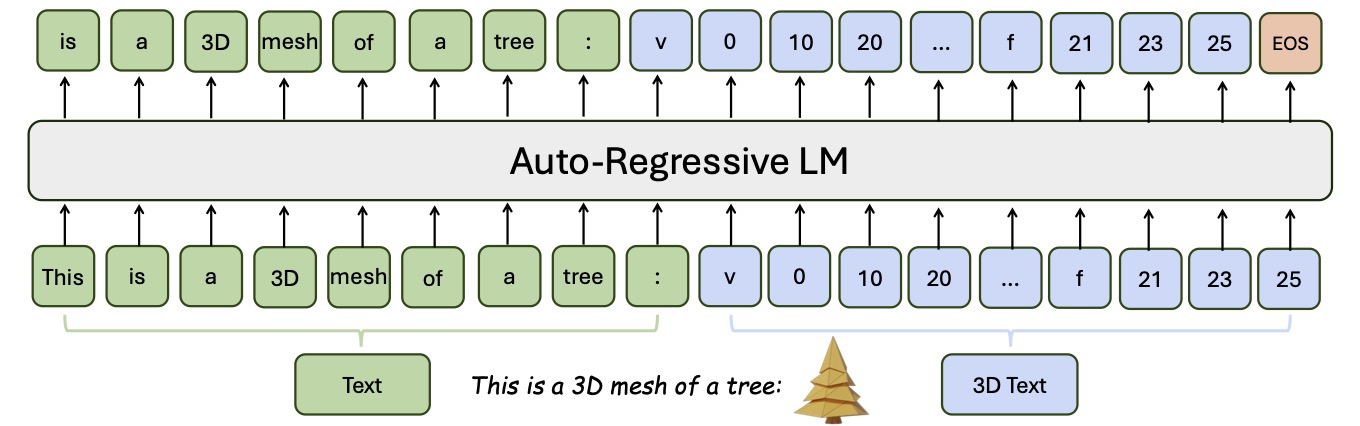 is a 3D mesh of a tree : v 0 10 20 ... f 21 23 25 EOS
Auto-Regressive LM
This is a 3D mesh of a tree : v 0 10 20 ... f 21 23 25
Text This is a 3D mesh of a tree: 3D Text